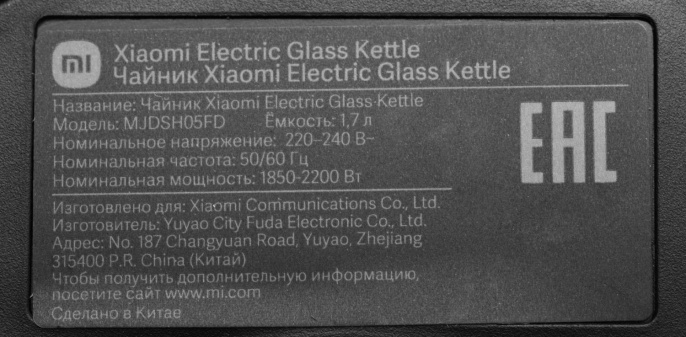 mi
Xiaomi Electric Glass Kettle
Чайник Xiaomi Electric Glass Kettle
Название: Чайник Xiaomi Electric Glass Kettle
Модель: MJDSH05FD Ёмкость: 1,7 л
Номинальное напряжение: 220–240 В~
Номинальная частота: 50/60 Гц
Номинальная мощность: 1850-2200 Вт
EAC
Изготовлено для: Xiaomi Communications Co., Ltd.
Изготовитель: Yuyao City Fuda Electronic Co., Ltd.
Адрес: No. 187 Changyuan Road, Yuyao, Zhejiang
315400 P.R. China (Китай)
Чтобы получить дополнительную информацию,
посетите сайт www.mi.com
Сделано в Китае